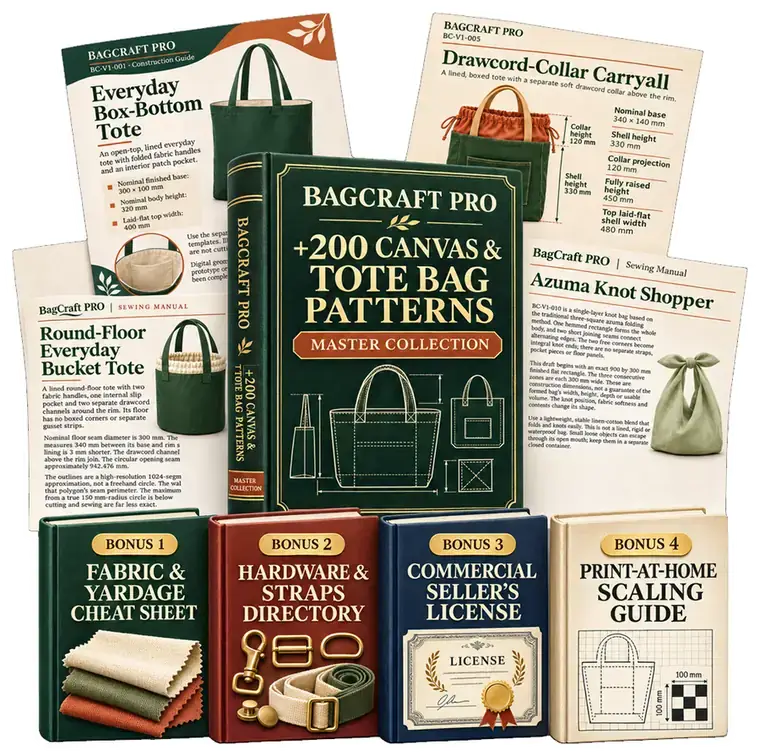 BAGCRAFT PRO
BC-V1-001 - Construction Guide
Everyday
Box-Bottom
Tote
An open-top, lined everyday
tote with folded fabric handles
and an interior patch pocket.
Nominal finished base:
300 × 100 mm
Nominal body height:
320 mm
Laid-flat top width:
400 mm
Use the separa
templates.
are not cutti
Digital geom
prototype or
been comple
BAGCRAFT PRO
BC-V1-005
Drawcord-Collar Carryall
A lined, boxed tote with a separate soft drawcord collar above the rim.
Collar
height
120 mm
Shell
height
330 mm
Nominal base
340 × 140 mm
Shell height
330 mm
Collar projection
120 mm
Fully raised
height
450 mm
Top laid-flat
shell width
480 mm
BagCraft PRO | SEWING MANUAL
Round-Floor
Everyday
Bucket Tote
A lined round-floor tote with two
fabric handles, one internal slip
pocket and two separate drawcord
channels around the rim. Its floor
has no boxed corners or separate
gusset strips.
Nominal floor seam diameter is 300 mm. The
measures 340 mm between its base and rim s
lining is 3 mm shorter. The drawcord channel
above the rim join. The circular opening seam
approximately 942.476 mm.
The outlines are a high-resolution 1024-segm
approximation, not a freehand circle. The wal
that polygon's seam perimeter. The maximum
from a true 150 mm-radius circle is below
cutting and sewing are far less exact.
BAGCRAFT PRO
+200 CANVAS &
TOTE BAG PATTERNS
MASTER
COLLECTION
BAGCRAFT PRO
+200 CANVAS &
TOTE BAG
PATTERNS
MASTER COLLECTION
BagCraft PRO | Sewing Manual
Azuma Knot Shopper
BC-V1-010 is a single-layer knot bag based on
the traditional three-square azuma folding
method. One hemmed rectangle forms the whole
body, and two short joining seams connect
alternating edges. The two free corners become
integral knot ends; there are no separate straps,
pocket pieces or floor panels.
This draft begins with an exact 900 by 300 mm
finished flat rectangle. The three consecutive
zones are each 300 mm wide. These are
construction dimensions, not a guarantee of the
formed bag's width, height, depth or usable
volume. The knot position, fabric softness and
contents change its shape.
Use a lightweight, stable linen-cotton blend that
folds and knots easily. This is not a lined, rigid or
waterproof bag. Small loose objects can escape
through its open mouth; keep them in a separate
closed container.
BONUS 1
FABRIC &
YARDAGE
CHEAT SHEET
BONUS 2
HARDWARE &
STRAPS
DIRECTORY
BONUS 3
COMMERCIAL
SELLER'S
LICENSE
LICENSE
BONUS 4
PRINT-AT-HOME
SCALING
GUIDE
100 mm
100 mm